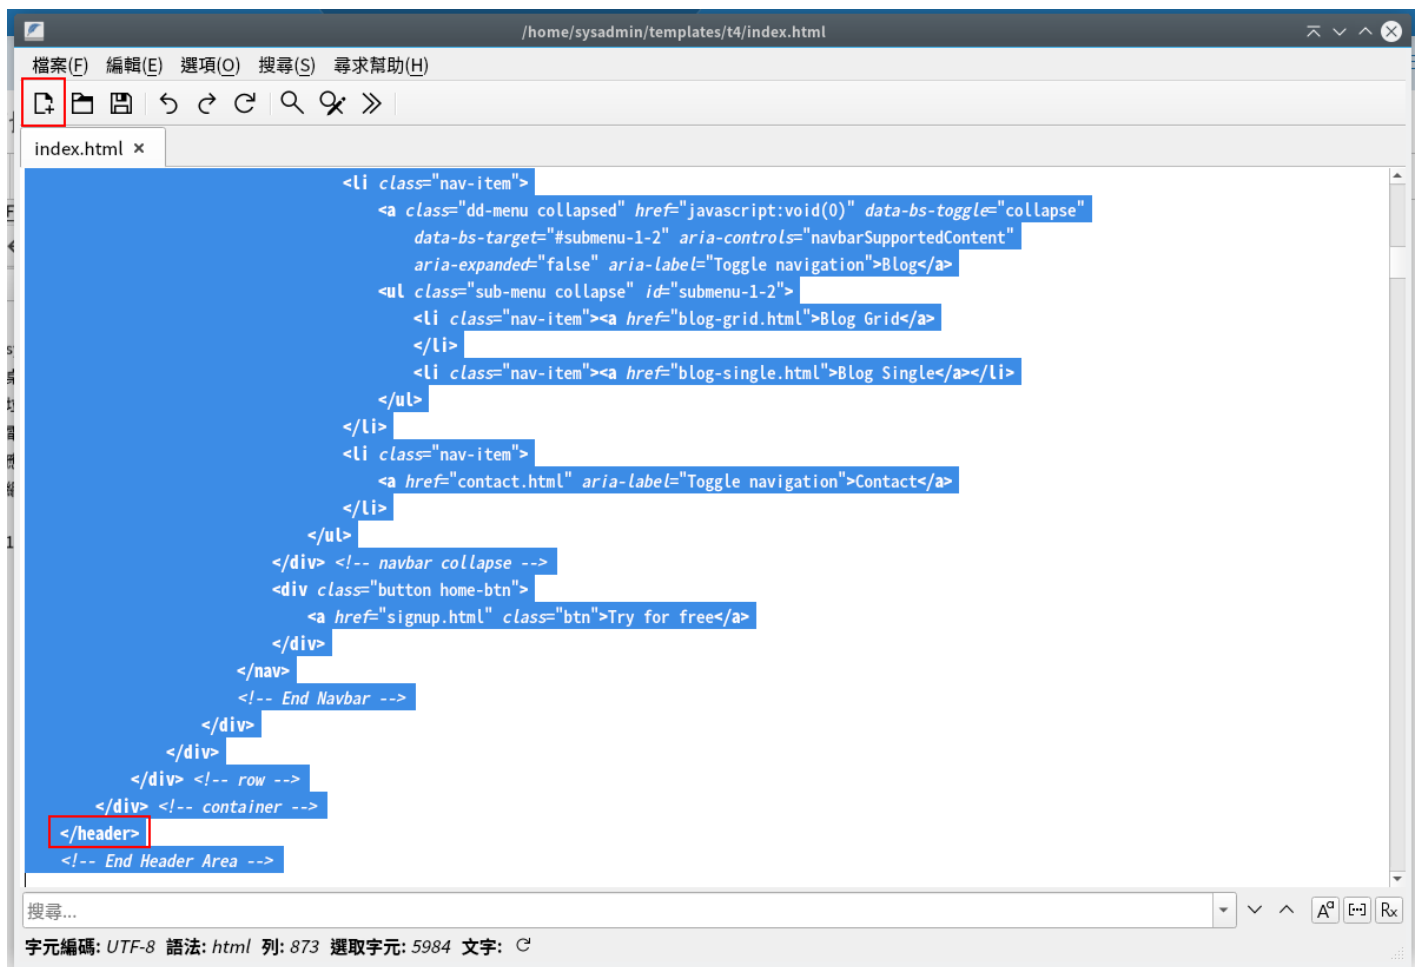 /home/sysadmin/templates/t4/index.html
檔案(F) 編輯(E) 選項(O) 搜尋(S) 尋求幫助(H)
index.html ×
<li class="nav-item">
<a class="dd-menu collapsed" href="javascript:void(0)" data-bs-toggle="collapse"
data-bs-target="#submenu-1-2" aria-controls="navbarSupportedContent"
aria-expanded="false" aria-label="Toggle navigation">Blog</a>
<ul class="sub-menu collapse" id="submenu-1-2">
<li class="nav-item"><a href="blog-grid.html">Blog Grid</a>
</li>
<li class="nav-item"><a href="blog-single.html">Blog Single</a></li>
</ul>
</li>
<li class="nav-item">
<a href="contact.html" aria-label="Toggle navigation">Contact</a>
</li>
</ul>
</div> <!-- navbar collapse -->
<div class="button home-btn">
<a href="signup.html" class="btn">Try for free</a>
</div>
</nav>
<!-- End Navbar -->
</div>
</div>
</div> <!-- row -->
</div> <!-- container -->
</header>
<!-- End Header Area -->
搜尋...
字元編碼: UTF-8 語法: html 列: 873 選取字元: 5984 文字: